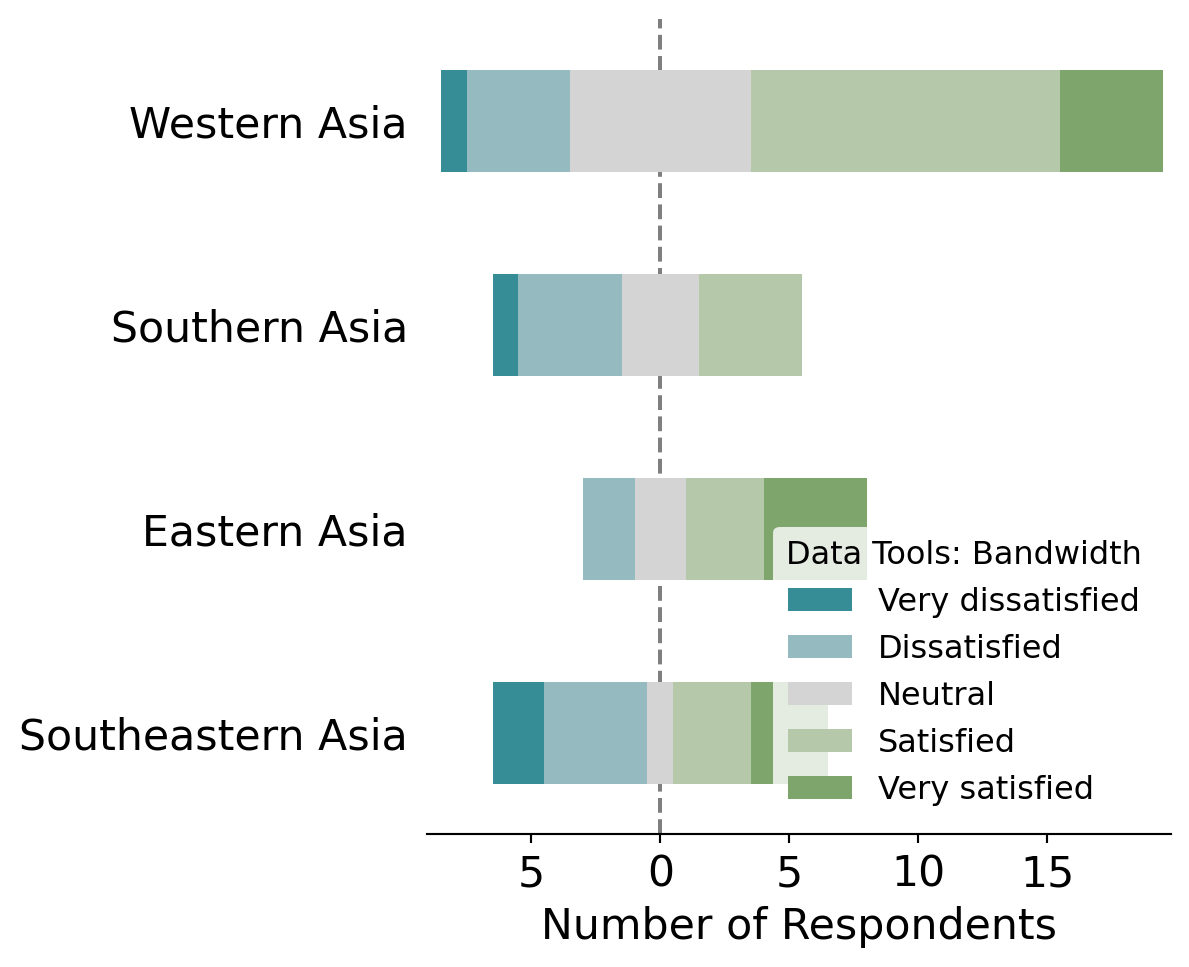 Western Asia
Southern Asia
Eastern Asia
Southeastern Asia
Data Tools: Bandwidth
Very dissatisfied
Dissatisfied
Neutral
Satisfied
Very satisfied
5 0 5 10 15
Number of Respondents